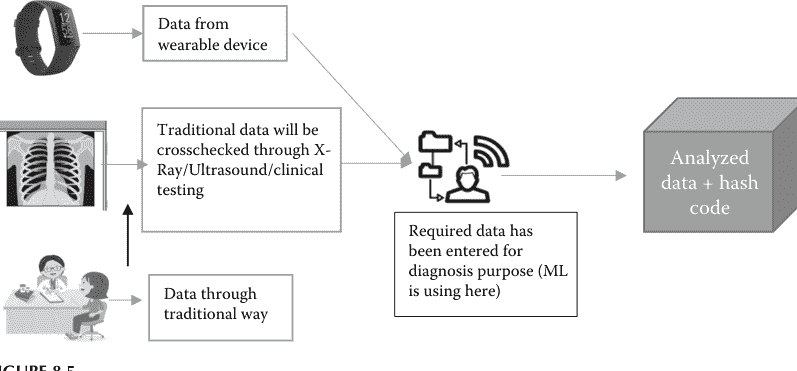 Data from
wearable device
Traditional data will be
crosschecked through X-
Ray/Ultrasound/clinical
testing
Analyzed
data + hash
code
Required data has
been entered for
diagnosis purpose (ML
is using here)
Data through
traditional way